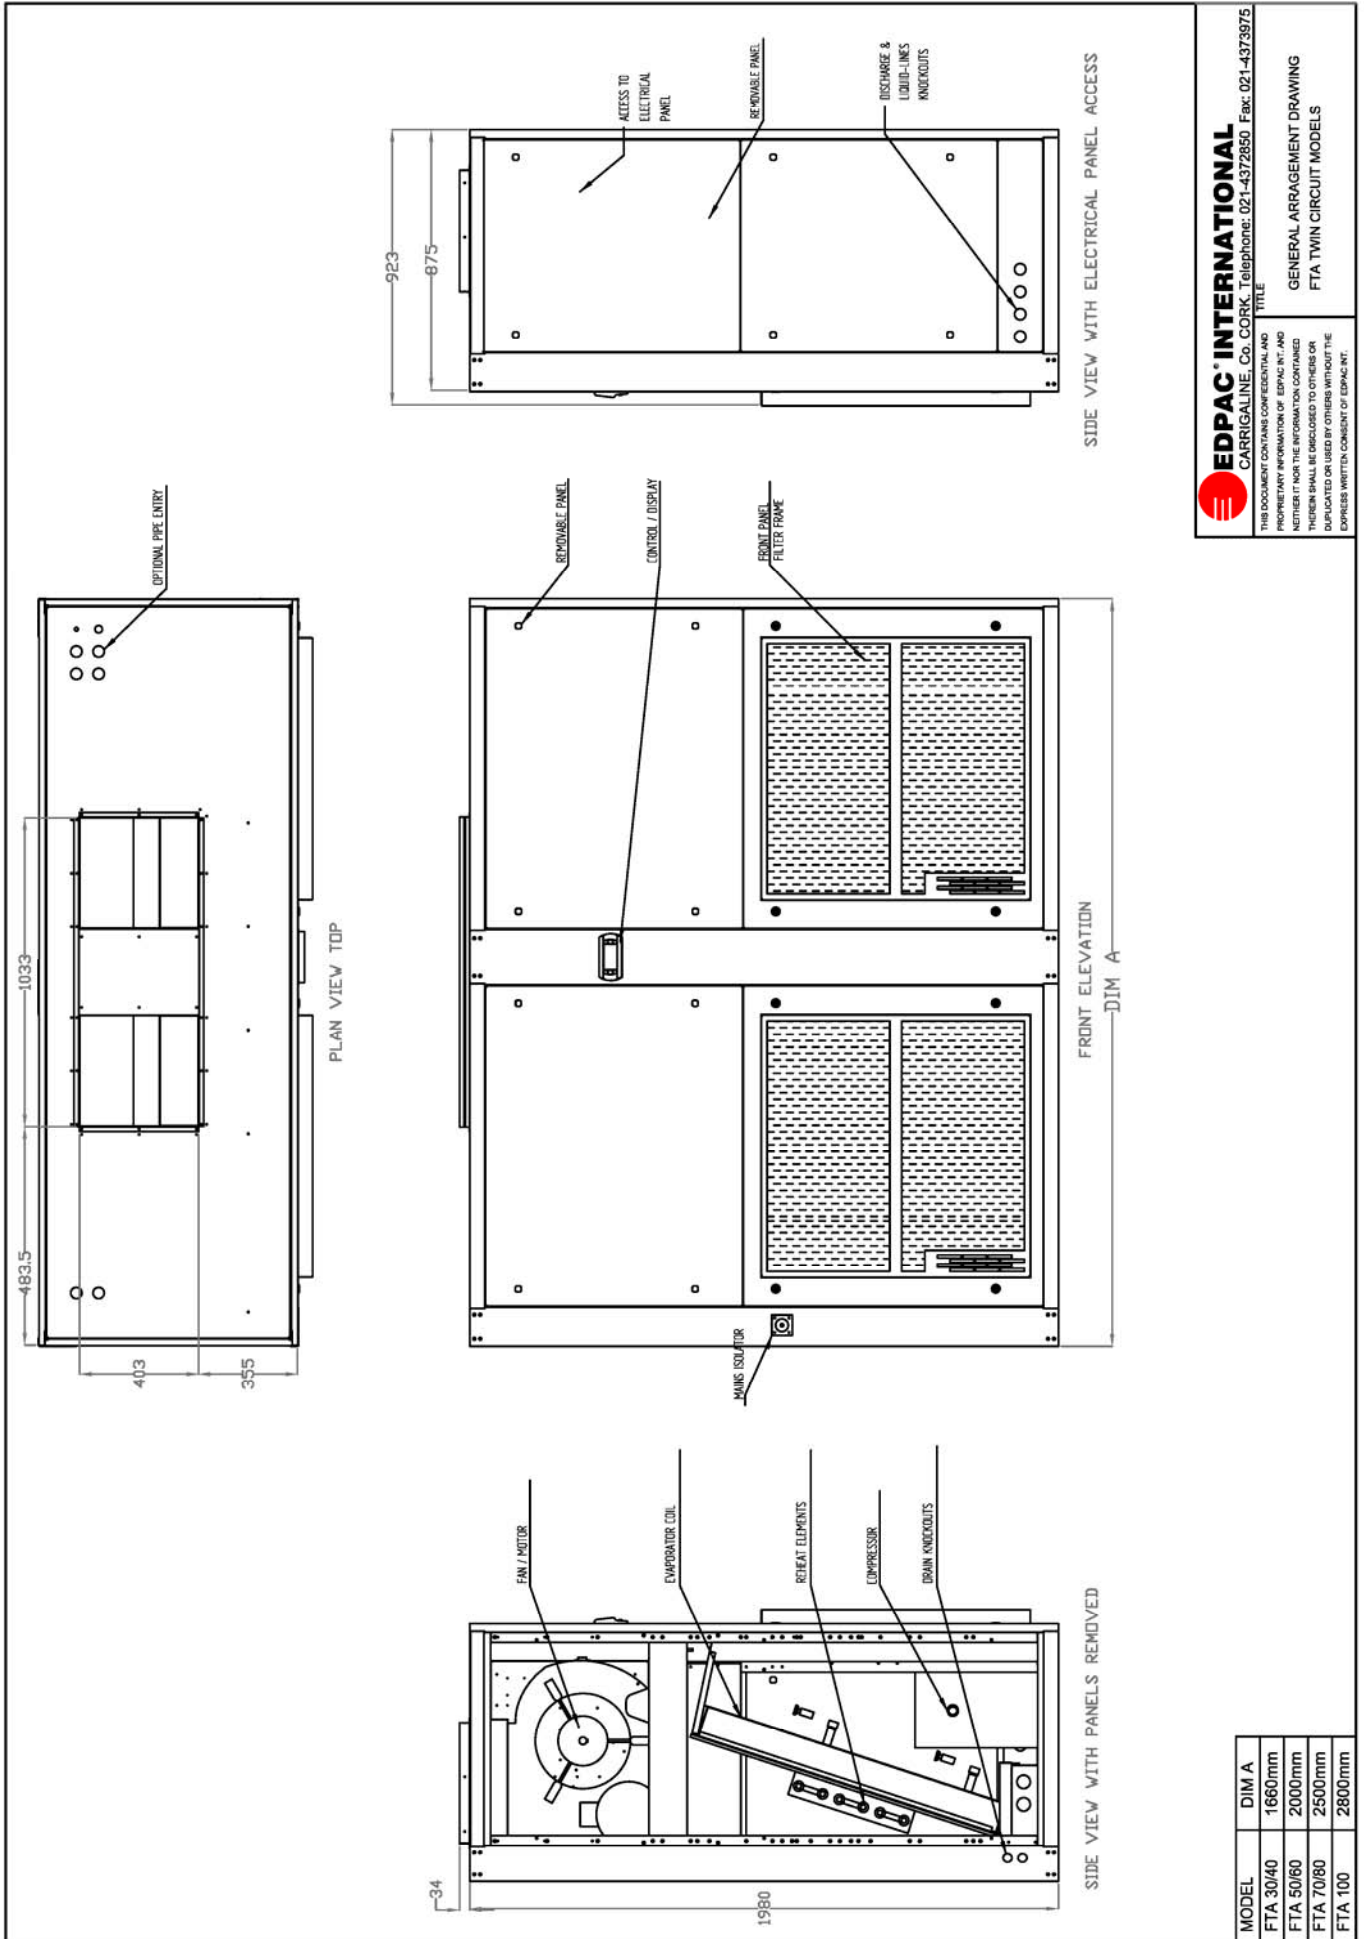 483.5
1033
403
355
OPTIONAL PIPE ENTRY
PLAN VIEW TOP
34
1980
FAN / MOTOR
EVAPORATOR COIL
REHEAT ELEMENTS
COMPRESSOR
DRAIN KNOCKOUTS
SIDE VIEW WITH PANELS REMOVED
MAINS ISOLATOR
REMOVABLE PANEL
CONTROL / DISPLAY
FRONT PANEL
FILTER FRAME
FRONT ELEVATION
DIM A
923
875
ACCESS TO
ELECTRICAL
PANEL
REMOVABLE PANEL
DISCHARGE &
LIQUID-LINES
KNOCKOUTS
SIDE VIEW WITH ELECTRICAL PANEL ACCESS
MODEL DIM A
FTA 30/40 1660mm
FTA 50/60 2000mm
FTA 70/80 2500mm
FTA 100 2800mm
EDPAC INTERNATIONAL
CARRIGALINE, Co. CORK. Telephone: 021-4372850 Fax: 021-4373975
THIS DOCUMENT CONTAINS CONFIDENTIAL AND
PROPRIETARY INFORMATION OF EDPAC INT. AND
NEITHER IT NOR THE INFORMATION CONTAINED
THEREIN SHALL BE DISCLOSED TO OTHERS OR
DUPLICATED OR USED BY OTHERS WITHOUT THE
EXPRESS WRITTEN CONSENT OF EDPAC INT.
TITLE
GENERAL ARRAGEMENT DRAWING
FTA TWIN CIRCUIT MODELS